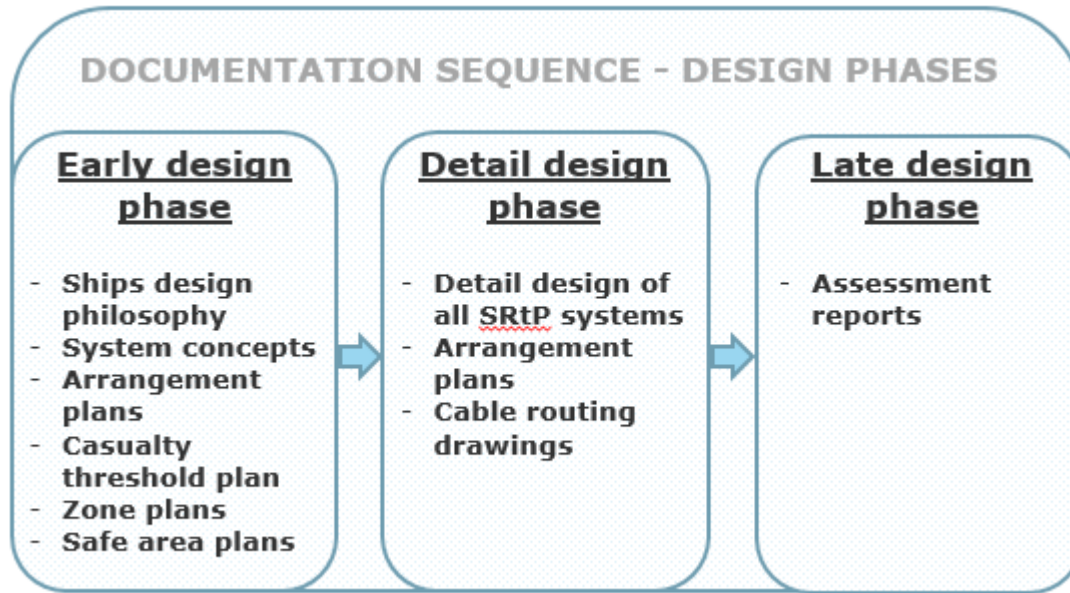 DOCUMENTATION SEQUENCE - DESIGN PHASES
Early design
phase
- Ships design
philosophy
- System concepts
- Arrangement
plans
- Casualty
threshold plan
- Zone plans
- Safe area plans
Detail design
phase
- Detail design of
all SRtP systems
- Arrangement
plans
- Cable routing
drawings
Late design
phase
- Assessment
reports